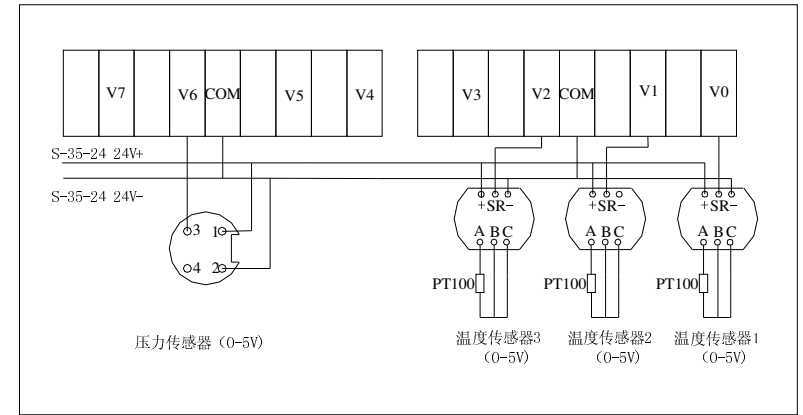 V7 V6 COM V5 V4 V3 V2 COM V1 V0
S-35-24 24V+
S-35-24 24V-
+SR- +SR- +SR-
3 1
A B C A B C A B C
4 2
PT100 PT100 PT100
压力传感器（0-5V） 温度传感器3 温度传感器2 温度传感器1
（0-5V） （0-5V） （0-5V）